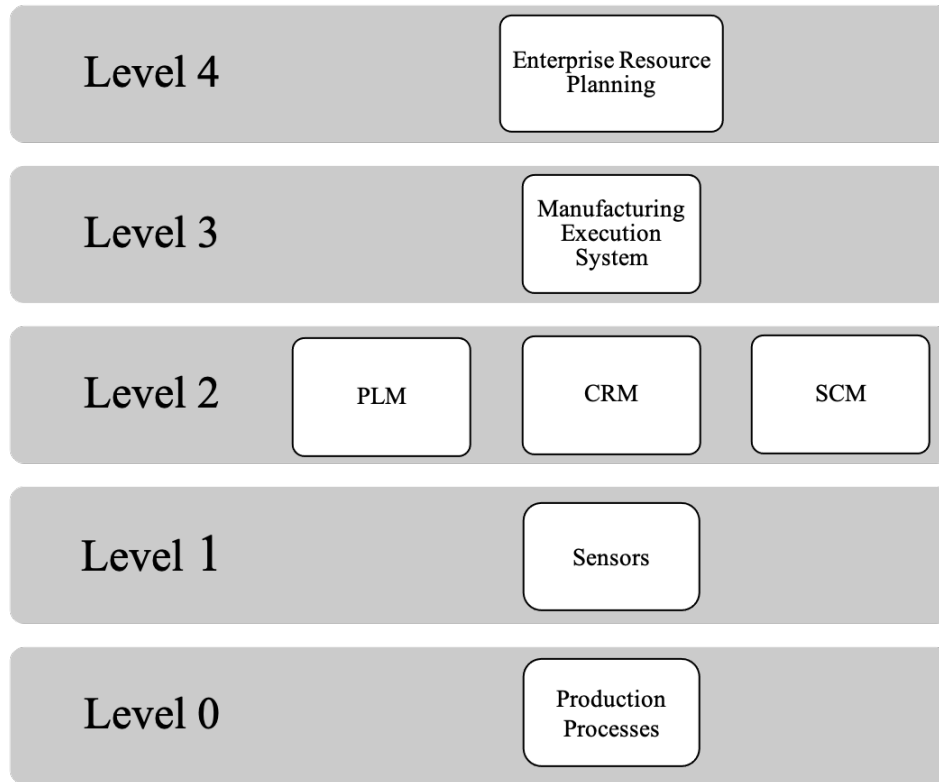 Level 4
Enterprise Resource
Planning
Level 3
Manufacturing
Execution
System
Level 2
PLM
CRM
SCM
Level 1
Sensors
Level 0
Production
Processes